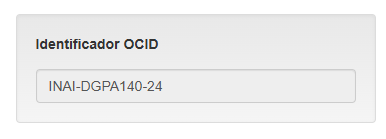 Identificador OCID
INAI-DGPA140-24